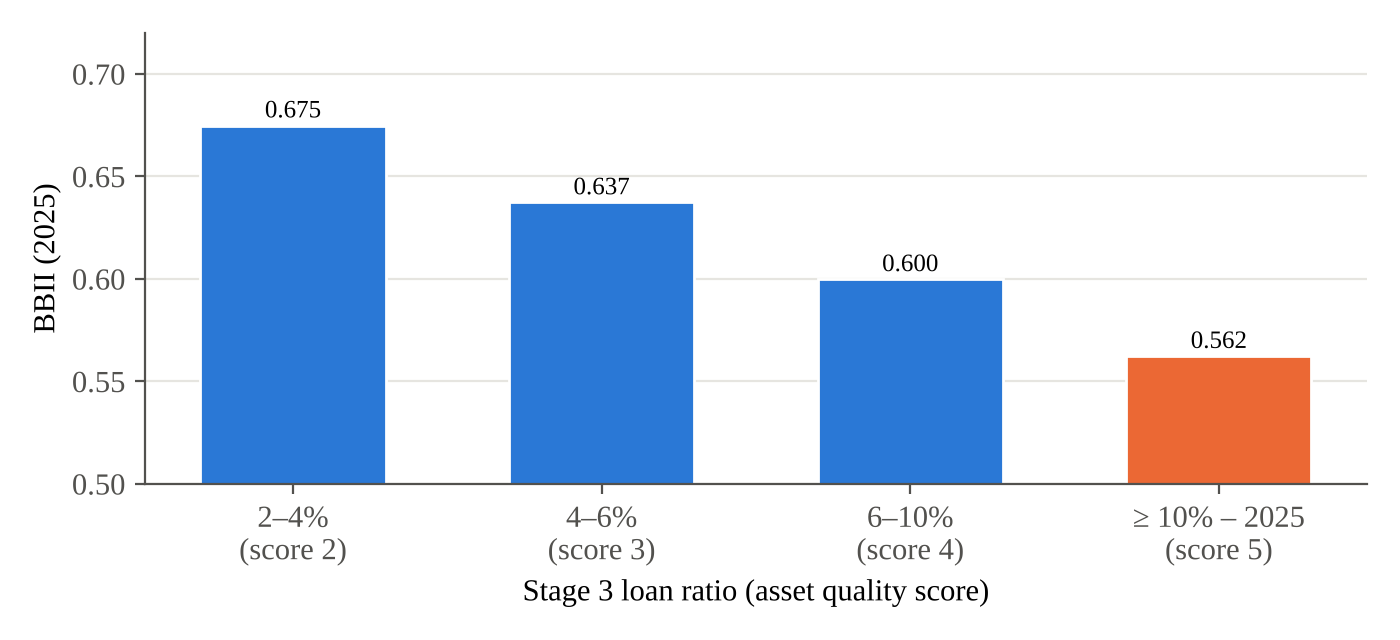 BBII (2025)
0.70
0.65
0.60
0.55
0.50
0.675
0.637
0.600
0.562
2–4%
(score 2)
4–6%
(score 3)
6–10%
(score 4)
≥ 10% – 2025
(score 5)
Stage 3 loan ratio (asset quality score)